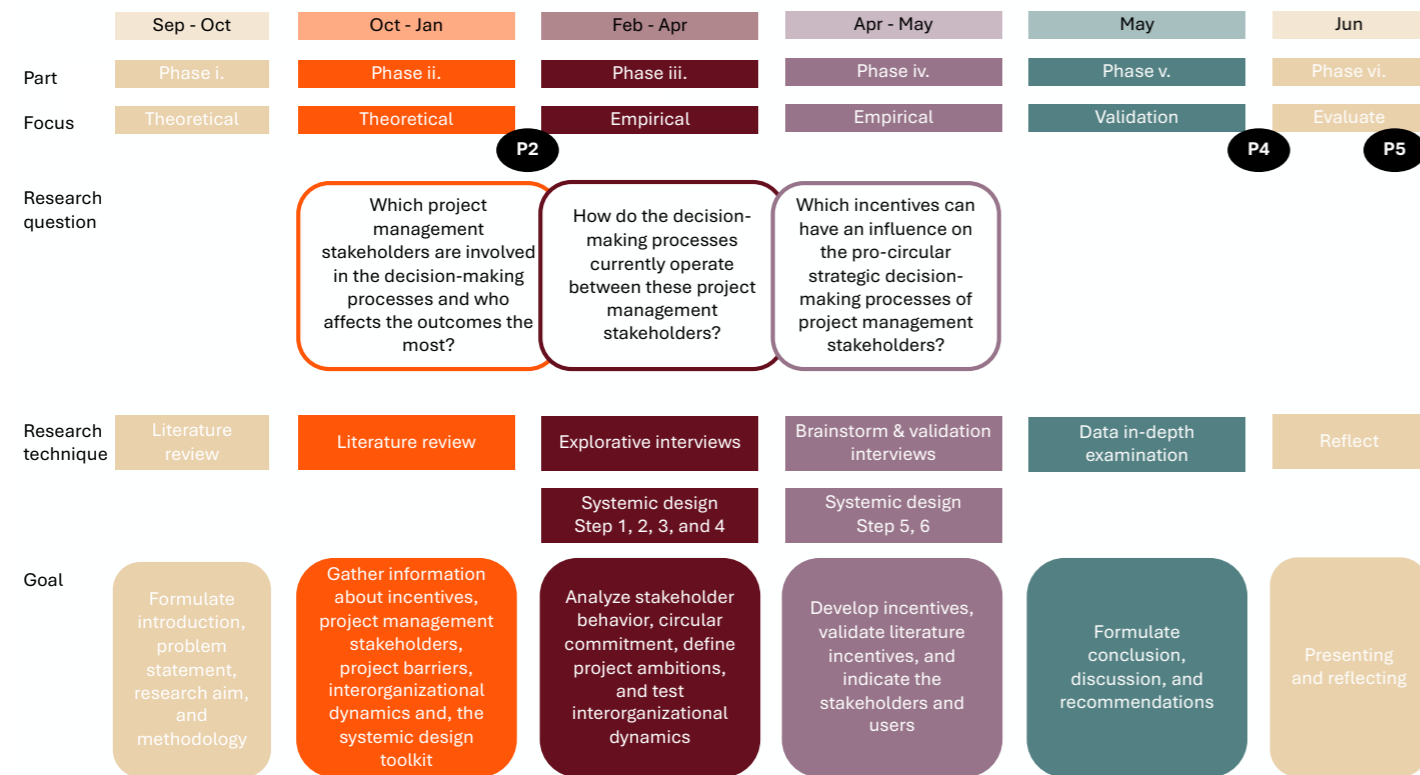 Sep - Oct
Oct - Jan
Feb - Apr
Apr - May
May
Jun
Part
Phase i.
Phase ii.
Phase iii.
Phase iv.
Phase v.
Phase vi.
Focus
Theoretical
Theoretical
Empirical
Empirical
Validation
Evaluate
P2
P4
P5
Research
question
Which project
management
stakeholders are involved
in the decision-making
processes and who
affects the outcomes the
most?
How do the decision-
making processes
currently operate
between these project
management
stakeholders?
Which incentives can
have an influence on
the pro-circular
strategic decision-
making processes of
project management
stakeholders?
Research
technique
Literature
review
Literature review
Explorative interviews
Brainstorm & validation
interviews
Data in-depth
examination
Reflect
Systemic design
Step 1, 2, 3, and 4
Systemic design
Step 5, 6
Goal
Formulate
introduction,
problem
statement,
research aim,
and
methodology
Gather information
about incentives,
project management
stakeholders,
project barriers,
interorganizational
dynamics and, the
systemic design
toolkit
Analyze stakeholder
behavior, circular
commitment, define
project ambitions,
and test
interorganizational
dynamics
Develop incentives,
validate literature
incentives, and
indicate the
stakeholders and
users
Formulate
conclusion,
discussion, and
recommendations
Presenting
and reflecting